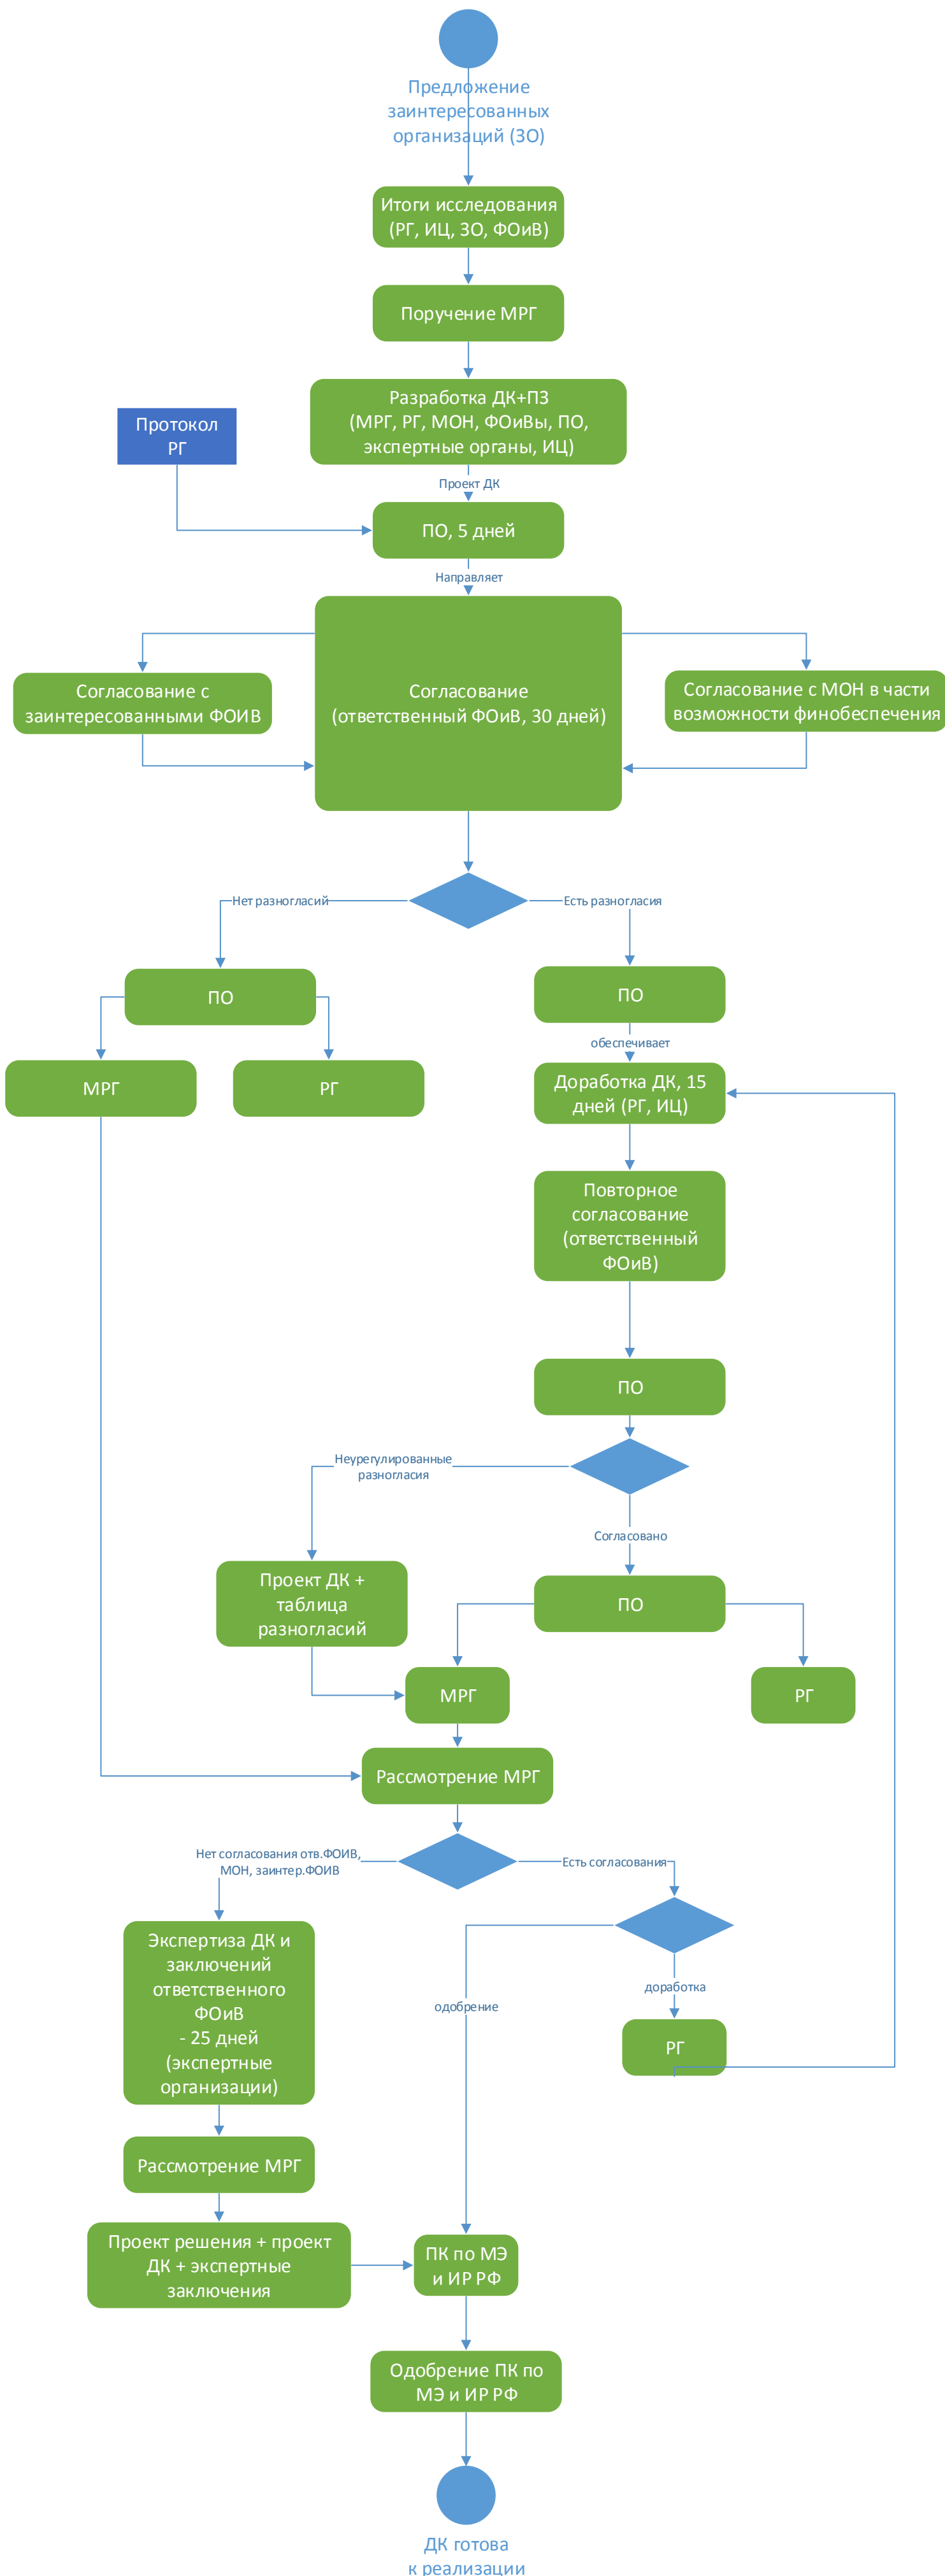 Предложение
заинтересованных
организаций (ЗО)
Итоги исследования
(РГ, ИЦ, ЗО, ФОиВ)
Поручение МРГ
Разработка ДК+ПЗ
(МРГ, РГ, МОН, ФОиВы, ПО,
экспертные органы, ИЦ)
Протокол
РГ
Проект ДК
ПО, 5 дней
Направляет
Согласование с
заинтересованными ФОИВ
Согласование
(ответственный ФОиВ, 30 дней)
Согласование с МОН в части
возможности финобеспечения
Нет разногласий
Есть разногласия
ПО
ПО
обеспечивает
МРГ
РГ
Доработка ДК, 15
дней (РГ, ИЦ)
Повторное
согласование
(ответственный
ФОиВ)
ПО
Неурегулированные
разногласия
Согласовано
Проект ДК +
таблица
разногласий
ПО
МРГ
РГ
Рассмотрение МРГ
Нет согласования отв.ФОИВ,
МОН, заинтер.ФОИВ
Есть согласования
Экспертиза ДК и
заключений
ответственного
ФОиВ
- 25 дней
(экспертные
организации)
одобрение
доработка
РГ
Рассмотрение МРГ
Проект решения + проект
ДК + экспертные
заключения
ПК по МЭ
и ИР РФ
Одобрение ПК по
МЭ и ИР РФ
ДК готова
к реализации